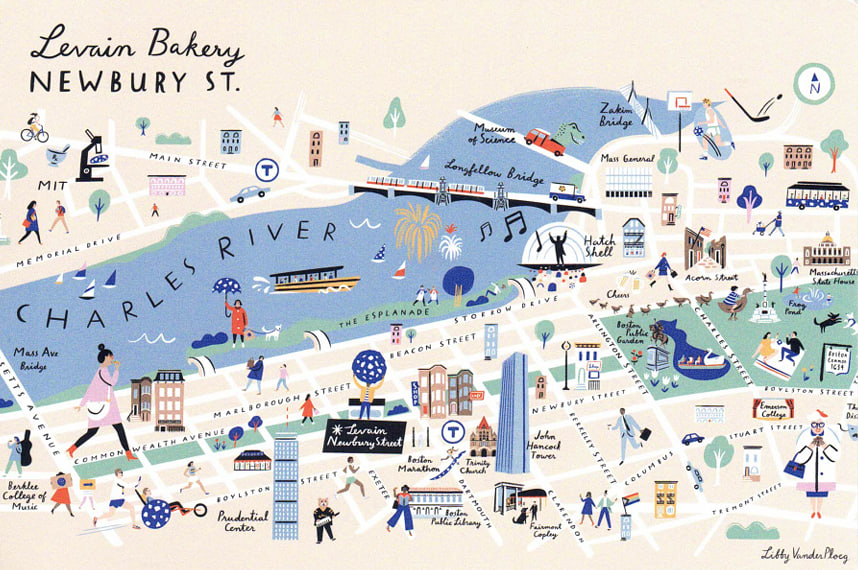 Levain Bakery
NEWBURY ST.
N
Zakim
Bridge
Museum
of Science
MAIN STREET
T
Longfellow Bridge
Mass General
MIT
MEMORIAL DRIVE
CHARLES RIVER
Hatch
Shell
Acorn Street
Massachusetts
State House
Cheers
THE ESPLANADE
STORROW DRIVE
Frog
Pond
Mass Ave
Bridge
BEACON STREET
ARLINGTON STREET
Boston
Public
Garden
CHARLES STREET
Boston
Common
1634
MARLBOROUGH STREET
SHOP
Shop
NEWBURY STREET
BOYLSTON STREET
COMMONWEALTH AVENUE
* Levain
Newbury Street
T
Boston
Marathon
Trinity
Church
John
Hancock
Tower
BERKELEY STREET
COLUMBUS
Emerson
College
STUART STREET
Berklee
College of
Music
BOYLSTON STREET
EXETER
DARTMOUTH
CLARENDON
TREMONT STREET
Prudential
Center
Boston
Public Library
Fairmont
Copley
Libby VanderPloeg